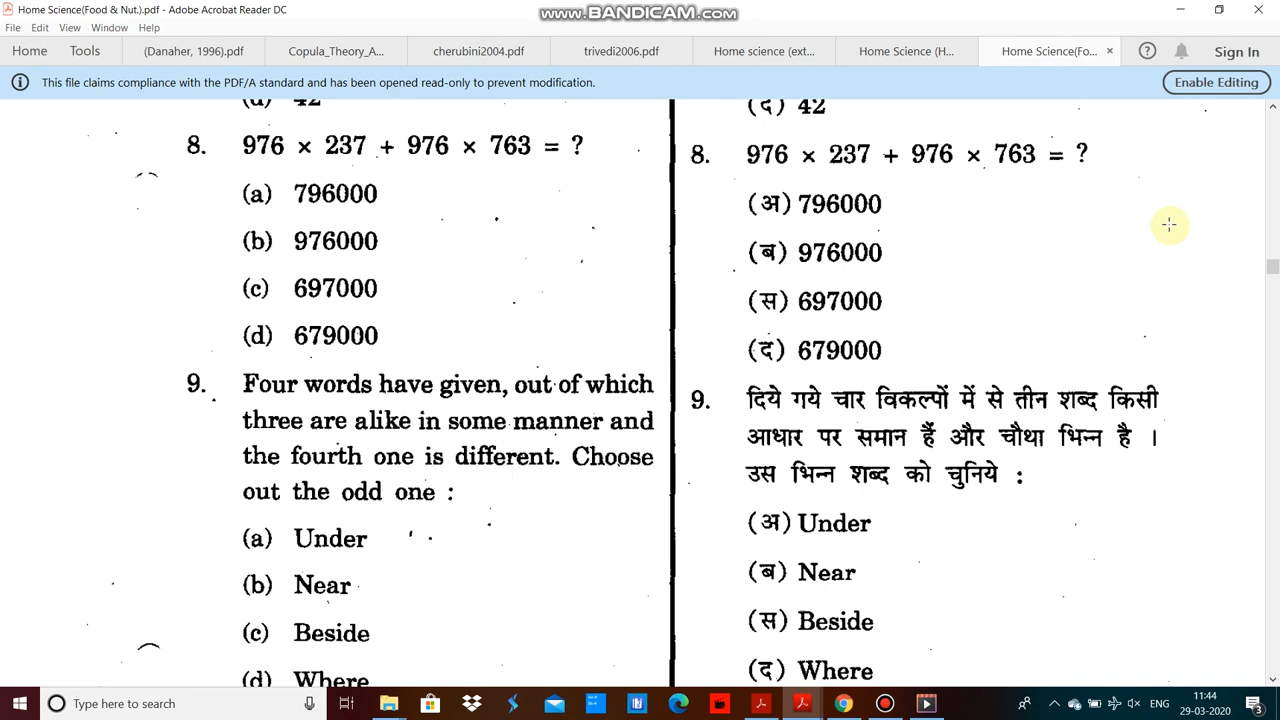 Home Science(Food & Nut.).pdf - Adobe Acrobat Reader DC
WWW.BANDICAM.COM
File Edit View Window Help
Home Tools (Danaher, 1996).pdf Copula_Theory_A... cherubini2004.pdf trivedi2006.pdf Home science (ext... Home Science (H... Home Science(Fo... × Sign In
This file claims compliance with the PDF/A standard and has been opened read-only to prevent modification. Enable Editing
(d) 42
8. 976 × 237 + 976 × 763 = ?
(a) 796000
(b) 976000
(c) 697000
(d) 679000
9. Four words have given, out of which
three are alike in some manner and
the fourth one is different. Choose
out the odd one :
(a) Under
(b) Near
(c) Beside
(d) Where
(द) 42
8. 976 × 237 + 976 × 763 = ?
(अ) 796000
(ब) 976000
(स) 697000
(द) 679000
9. दिये गये चार विकल्पों में से तीन शब्द किसी
आधार पर समान हैं और चौथा भिन्न है ।
उस भिन्न शब्द को चुनिये :
(अ) Under
(ब) Near
(स) Beside
(द) Where
Type here to search
ENG
11:44
29-03-2020
3